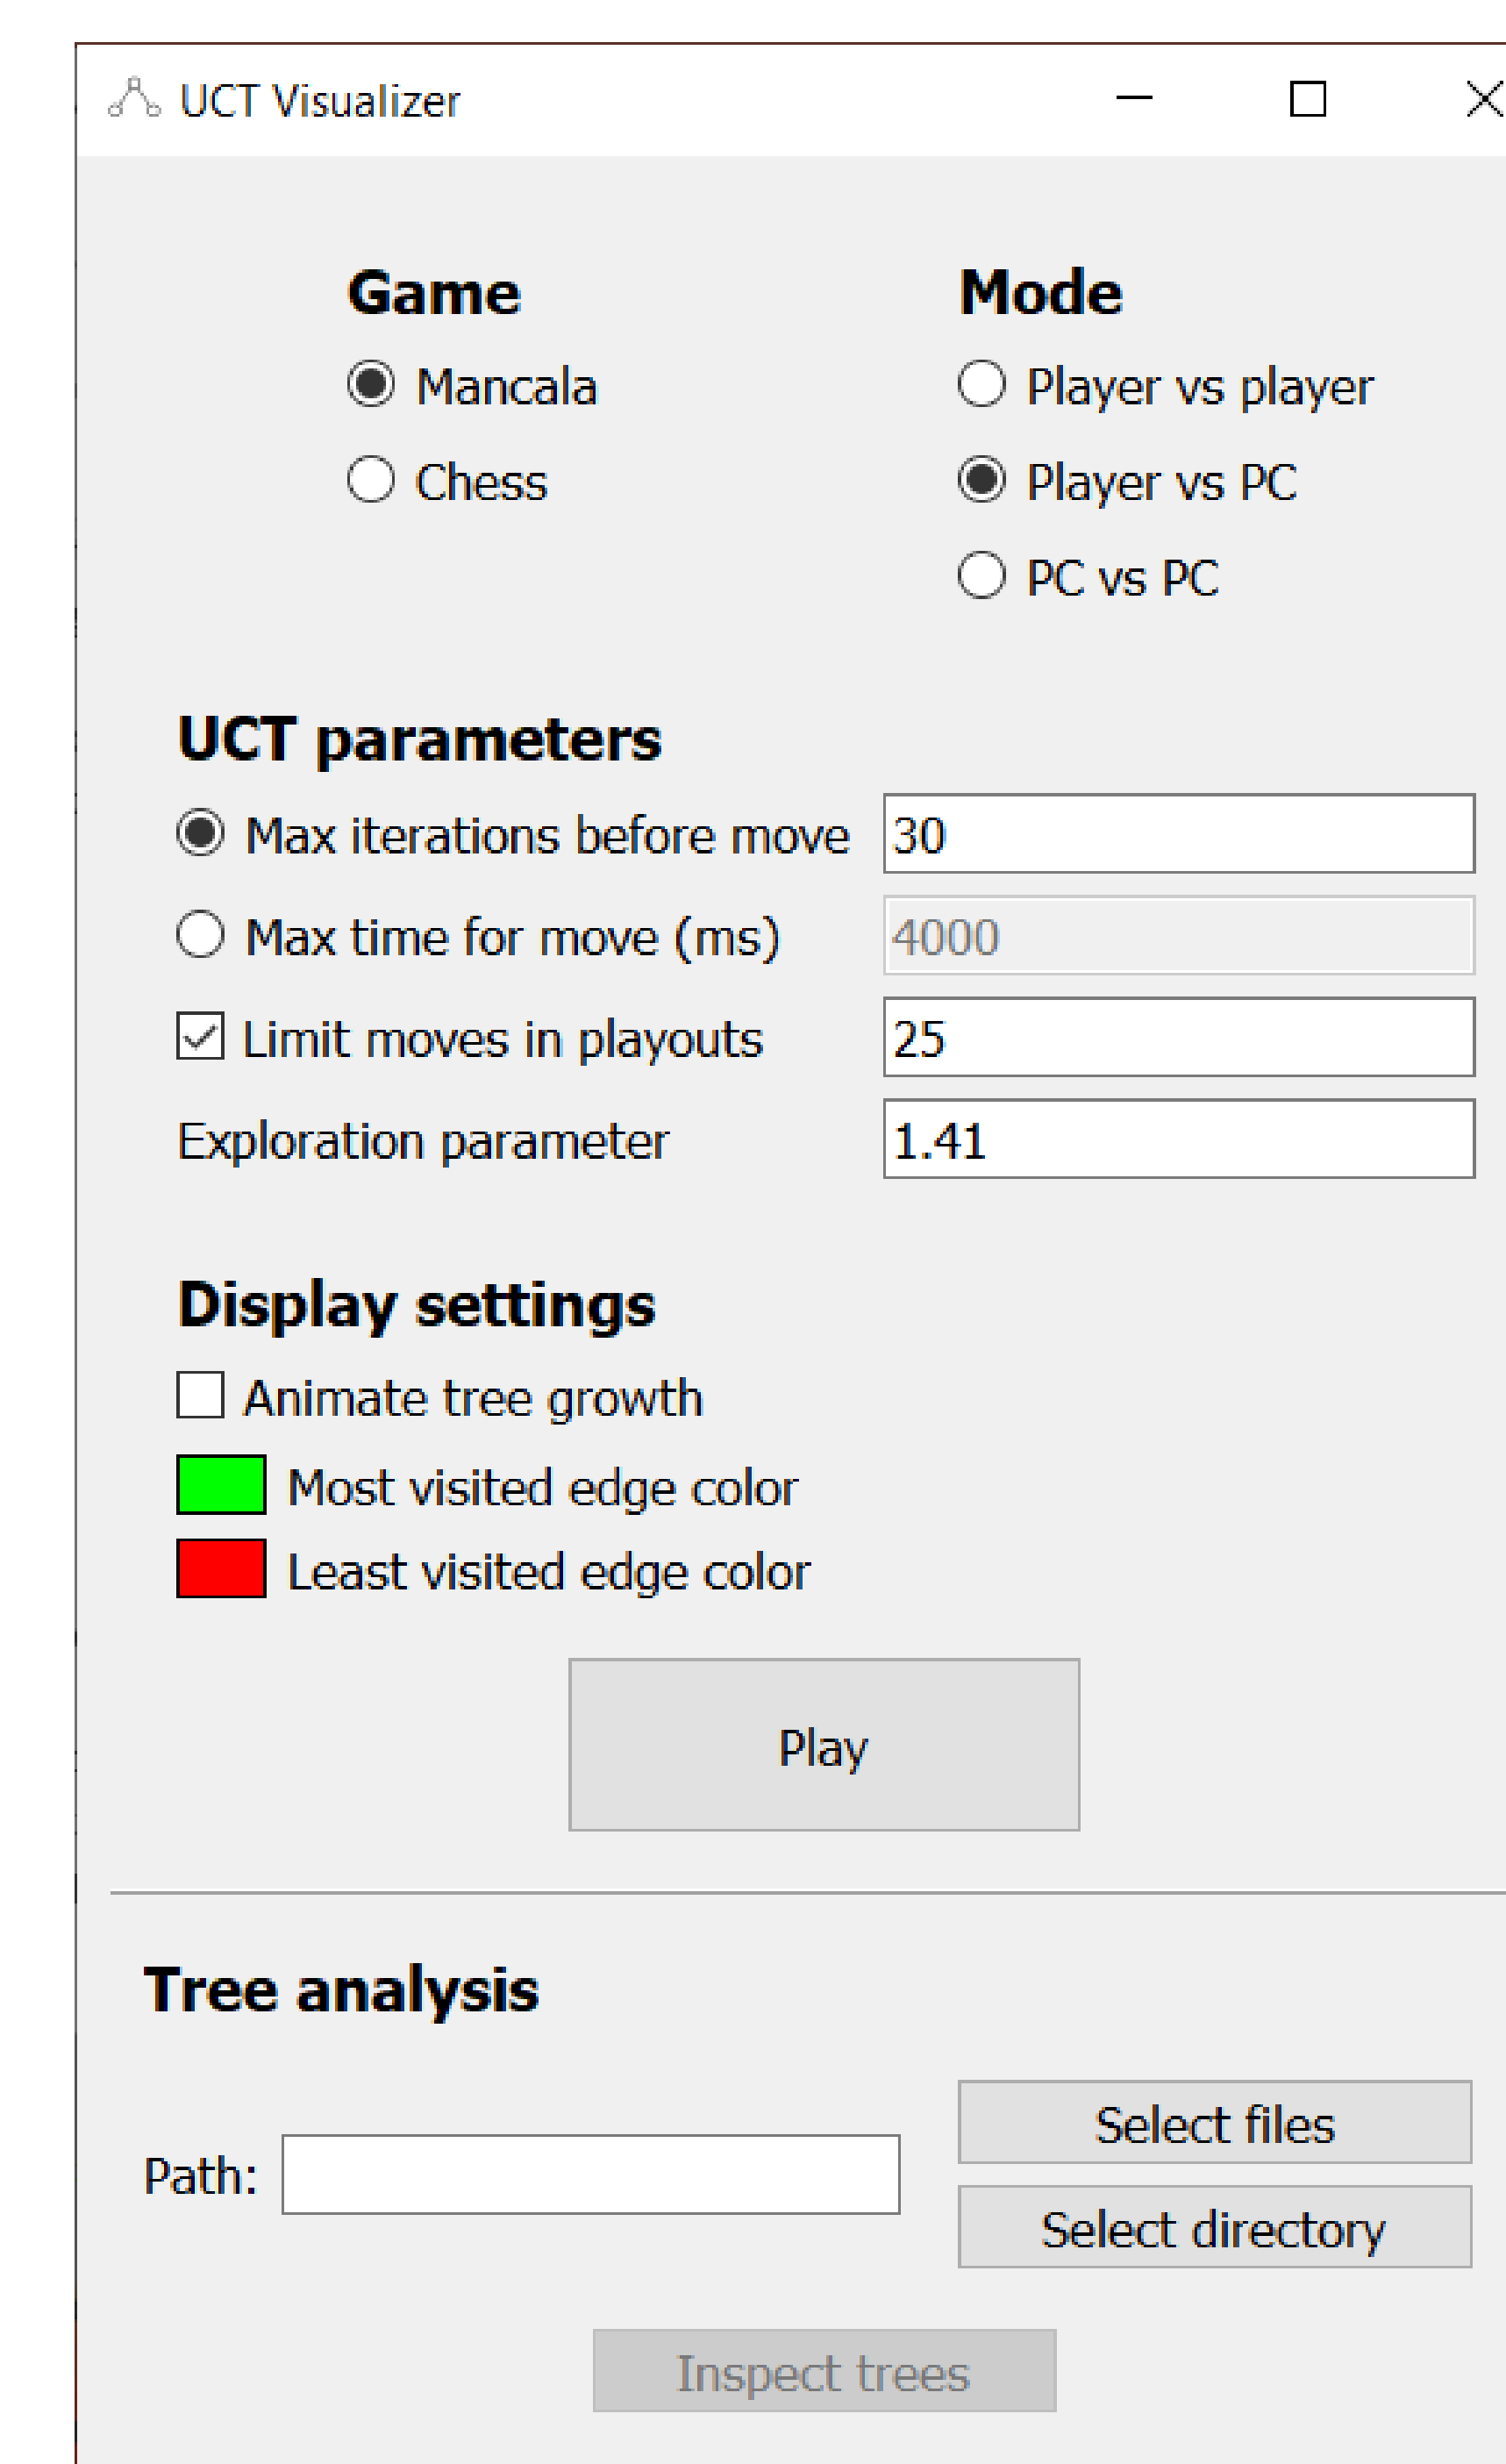 UCT Visualizer
Game
Mode
Mancala
Player vs player
Chess
Player vs PC
PC vs PC
UCT parameters
Max iterations before move 30
Max time for move (ms) 4000
Limit moves in playouts 25
Exploration parameter 1.41
Display settings
Animate tree growth
Most visited edge color
Least visited edge color
Play
Tree analysis
Select files
Path:
Select directory
Inspect trees